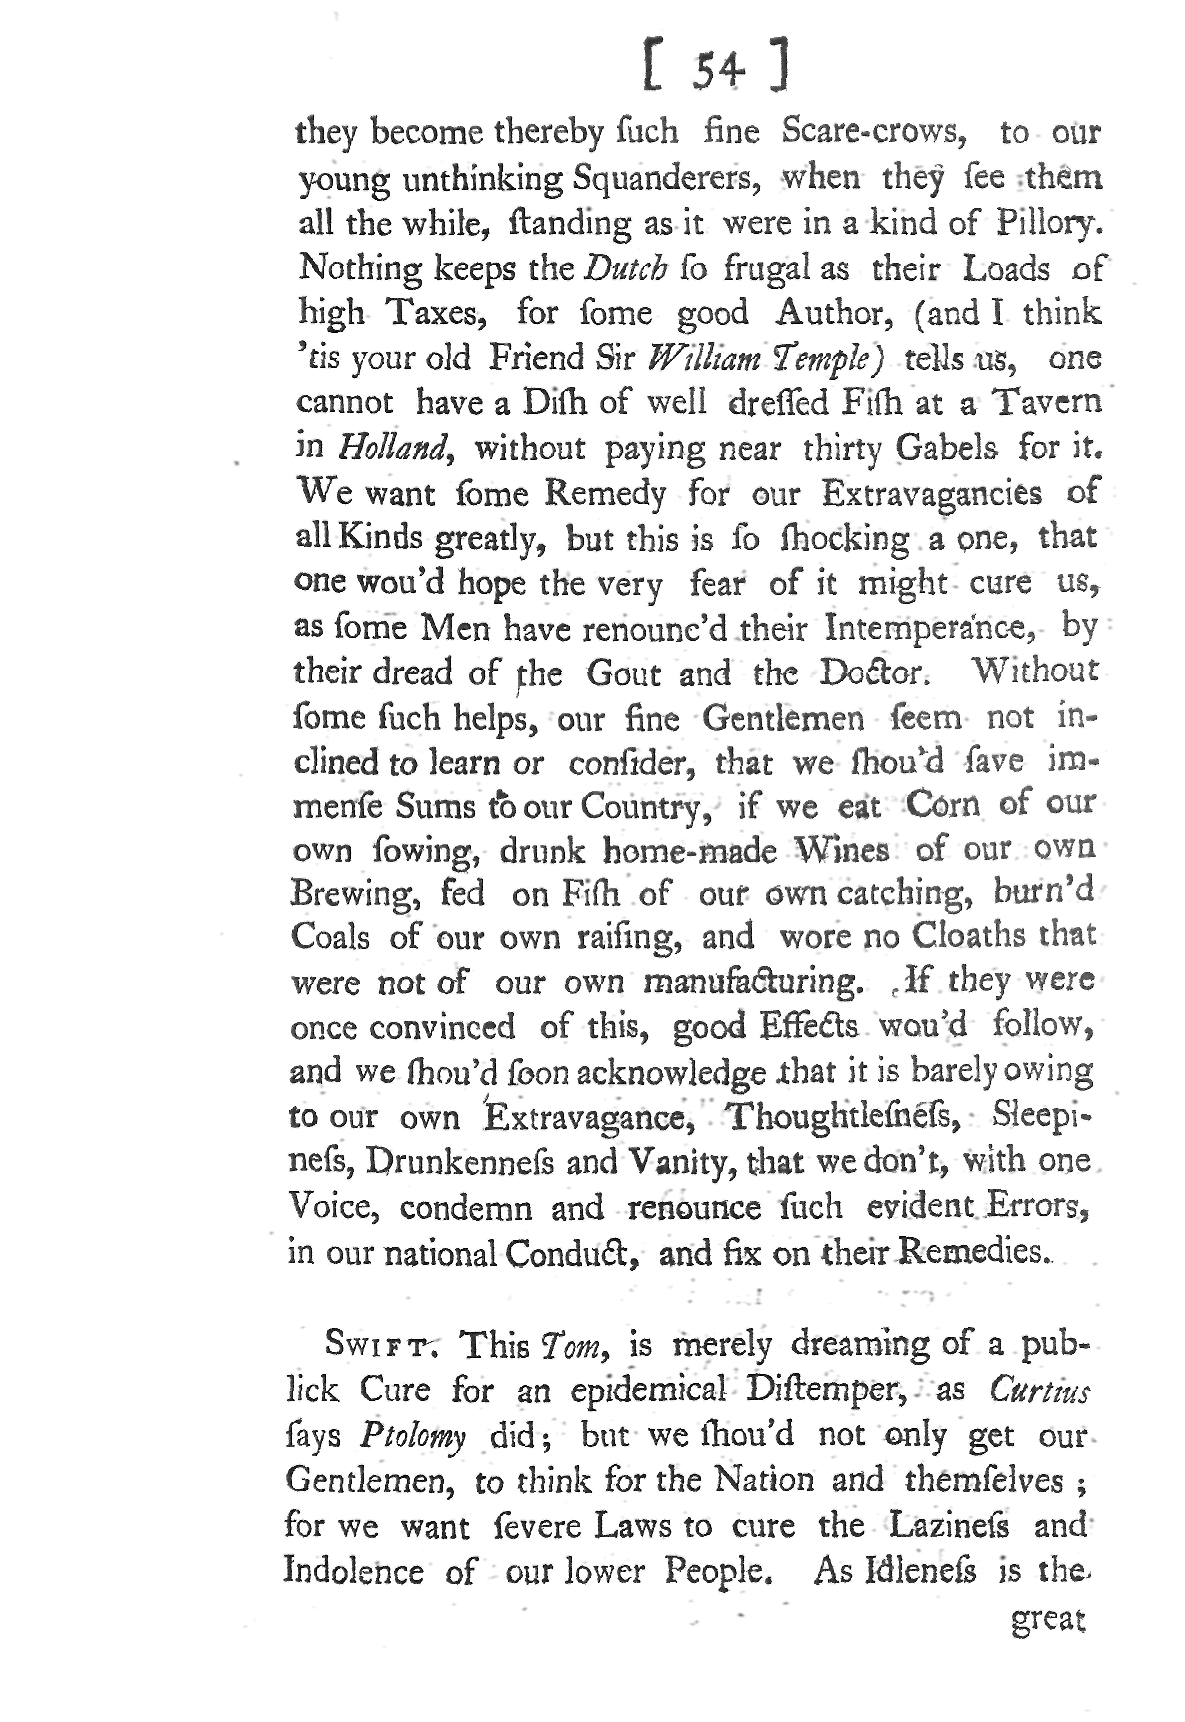 [ 54 ]
they become thereby ſuch fine Scare-crows, to our
young unthinking Squanderers, when they ſee them
all the while, ſtanding as it were in a kind of Pillory.
Nothing keeps the Dutch ſo frugal as their Loads of
high Taxes, for ſome good Author, (and I think
'tis your old Friend Sir William Temple) tells us, one
cannot have a Diſh of well dreſſed Fiſh at a Tavern
in Holland, without paying near thirty Gabels for it.
We want ſome Remedy for our Extravagancies of
all Kinds greatly, but this is ſo ſhocking a one, that
one wou'd hope the very fear of it might cure us,
as ſome Men have renounc'd their Intemperance, by
their dread of the Gout and the Doctor. Without
ſome ſuch helps, our fine Gentlemen ſeem not in-
clined to learn or conſider, that we ſhou'd ſave im-
menſe Sums to our Country, if we eat Corn of our
own ſowing, drunk home-made Wines of our own
Brewing, fed on Fiſh of our own catching, burn'd
Coals of our own raiſing, and wore no Cloaths that
were not of our own manufacturing. If they were
once convinced of this, good Effects wou'd follow,
and we ſhou'd ſoon acknowledge that it is barely owing
to our own Extravagance, Thoughtleſneſs, Sleepi-
neſs, Drunkenneſs and Vanity, that we don't, with one
Voice, condemn and renounce ſuch evident Errors,
in our national Conduct, and fix on their Remedies.
SWIFT. This Tom, is merely dreaming of a pub-
lick Cure for an epidemical Diſtemper, as Curtius
ſays Ptolomy did; but we ſhou'd not only get our
Gentlemen, to think for the Nation and themſelves;
for we want ſevere Laws to cure the Lazineſs and
Indolence of our lower People. As Idleneſs is the
great